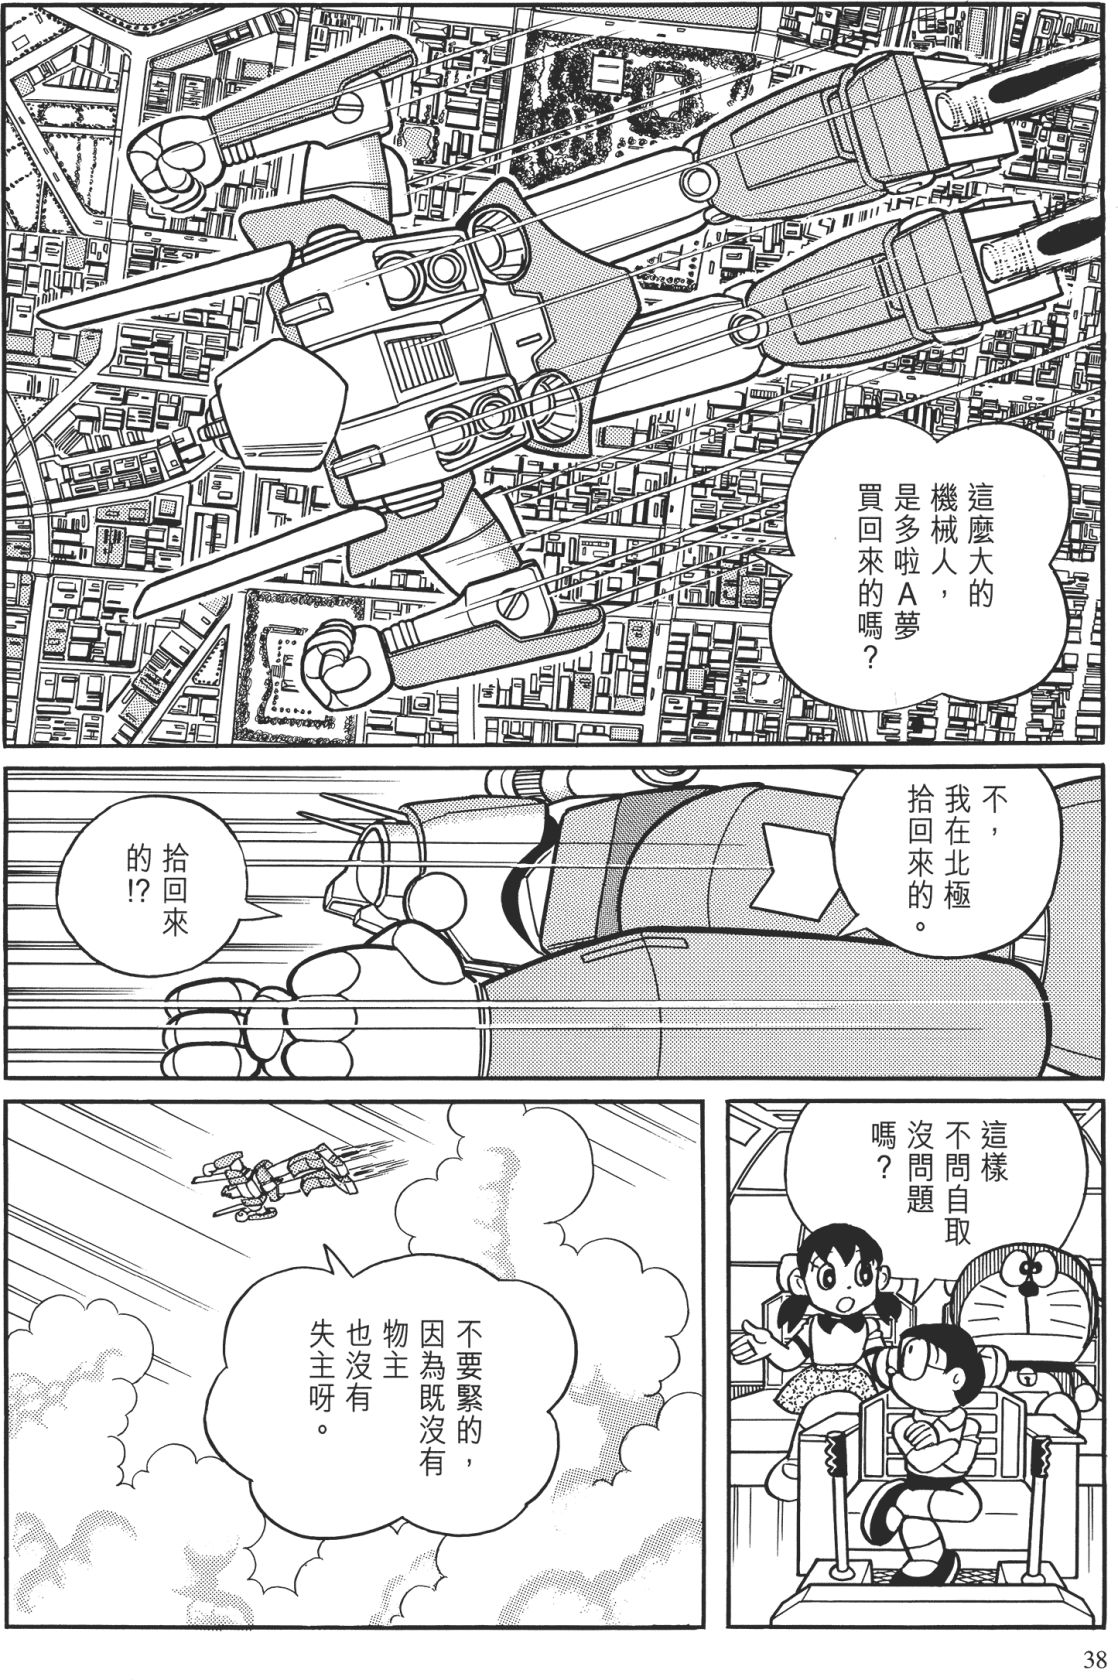 這麼大的
機械人，
是多啦A夢
買回來的嗎？
不，
我在北極
拾回來的。
拾回來
的!?
這樣
不問自取
沒問題
嗎？
不要緊的，
因為既沒有
物主
也沒有
失主呀。
38